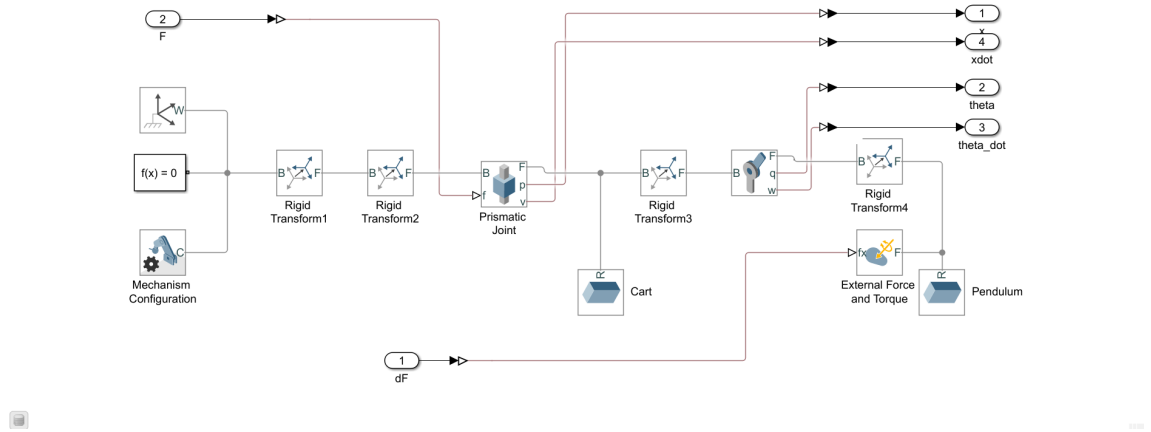 2
F
1
x
4
xdot
2
theta
3
theta_dot
W
f(x) = 0
C
Mechanism
Configuration
B
F
Rigid
Transform1
B
F
Rigid
Transform2
B
F
f
p
v
Prismatic
Joint
B
F
Rigid
Transform3
B
F
q
w
B
F
Rigid
Transform4
R
Cart
fx
F
External Force
and Torque
R
Pendulum
1
dF